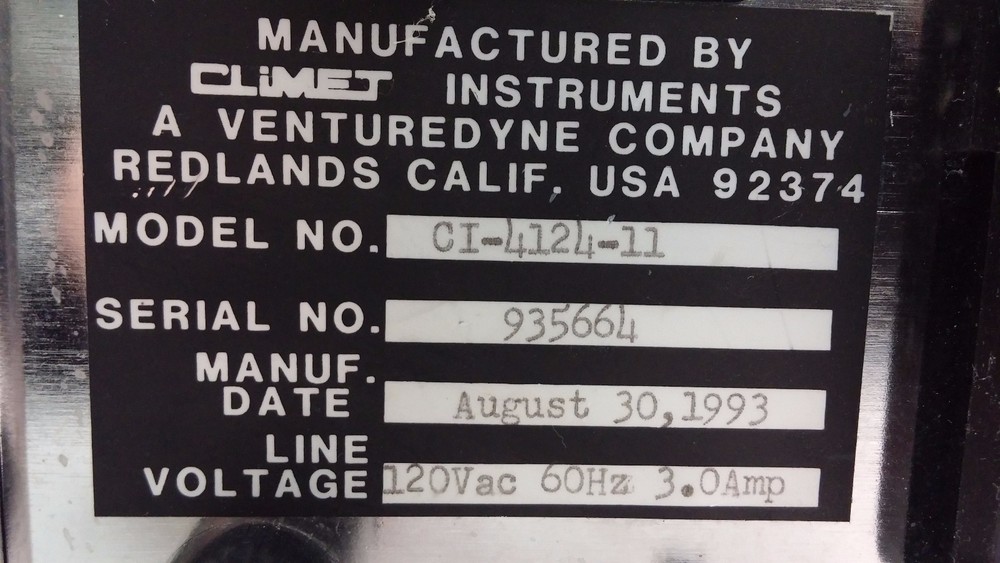 MANUFACTURED BY
CLiMET INSTRUMENTS
A VENTUREDYNE COMPANY
REDLANDS CALIF, USA 92374
MODEL NO. CI-4124-11
SERIAL NO. 935664
MANUF.
DATE August 30,1993
LINE
VOLTAGE 120Vac 60Hz 3.0Amp